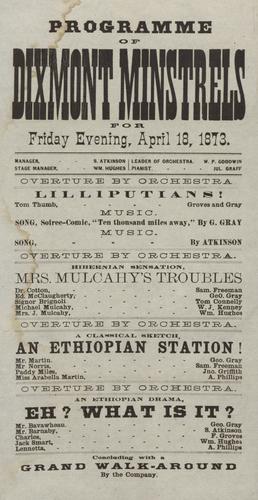 PROGRAMME
OF
DIXMONT MINSTRELS
FOR
Friday Evening, April 18, 1873.
MANAGER, - - S. ATKINSON | LEADER OF ORCHESTRA. W. F. GOODWIN
STAGE MANAGER, - - WM. HUGHES | PIANIST. - - JUL. GRAFF
OVERTURE BY ORCHESTRA.
LILLIPUTIANS!
Tom Thumb, - - - - Groves and Gray
MUSIC.
SONG, Soiree-Comic, "Ten thousand miles away," By G. GRAY
MUSIC.
SONG, - - - - By ATKINSON
OVERTURE BY ORCHESTRA.
HIBERNIAN SENSATION,
MRS. MULCAHY'S TROUBLES
Dr. Cotton, - - - - Sam. Freeman
Ed. McClaugherty, - - - - GeO. Gray
Signor Brignoli, - - - - Tom Connelly
Michael Mulcahy, - - - - W. J. Kenney
Mrs. J. Mulcahy, - - - - Wm. Hughes
OVERTURE BY ORCHESTRA.
A CLASSICAL SKETCH,
AN ETHIOPIAN STATION!
Mr. Martin. - - - - Geo. Gray
Mr. Norris, - - - - Sam. Freeman
Paddy Miles, - - - - Jno. Griffith
Miss Arabella Martin, - - - - A. Phillips
OVERTURE BY ORCHESTRA.
AN ETHIOPIAN DRAMA,
EH? WHAT IS IT?
Mr. Bavawheau. - - - - Geo. Gray
Mr. Barnaby, - - - - S. Atkinson
Charles, - - - - F. Groves
Jack Smart, - - - - Wm. Hughes
Lennetta, - - - - A. Phillips
Concluding with a
GRAND WALK-AROUND
By the Company.